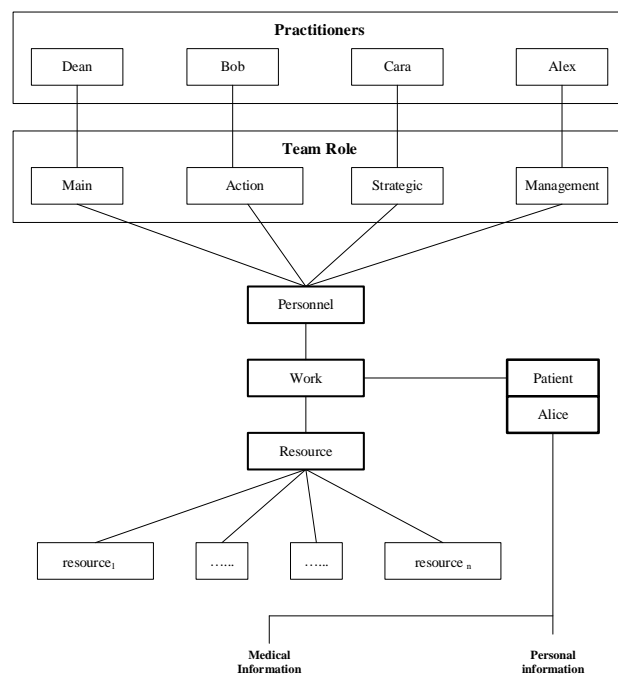 Practitioners
Dean Bob Cara Alex
Team Role
Main Action Strategic Management
Personnel
Work Patient
Alice
Resource
resource1 …... …... resource n
Medical Personal
Information information